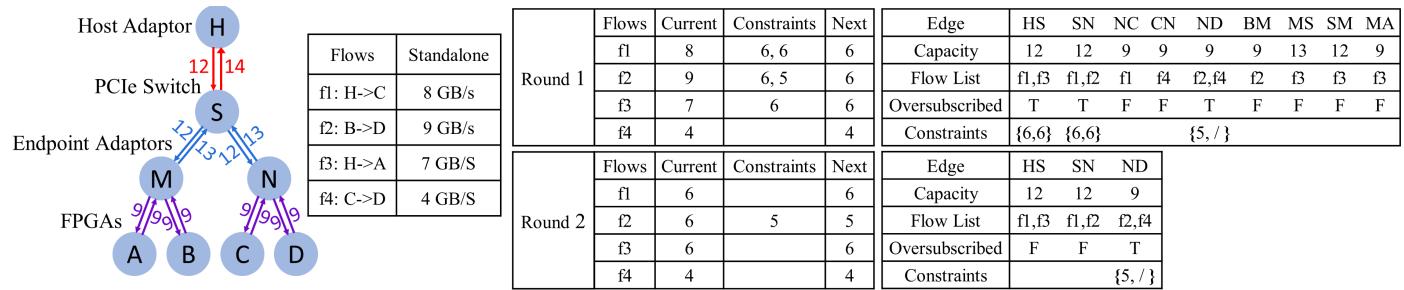 Host Adaptor
H
12 14
PCIe Switch
S
Endpoint Adaptors
12 13 12 13
M N
FPGAs
9 9 9 9 9 9 9 9
A B C D
Flows Standalone
f1: H->C 8 GB/s
f2: B->D 9 GB/s
f3: H->A 7 GB/S
f4: C->D 4 GB/S
Round 1
Flows Current Constraints Next
f1 8 6, 6 6
f2 9 6, 5 6
f3 7 6 6
f4 4 4
Edge HS SN NC CN ND BM MS SM MA
Capacity 12 12 9 9 9 9 13 12 9
Flow List f1,f3 f1,f2 f1 f4 f2,f4 f2 f3 f3 f3
Oversubscribed T T F F T F F F F
Constraints {6,6} {6,6} {5, / }
Round 2
Flows Current Constraints Next
f1 6 6
f2 6 5 5
f3 6 6
f4 4 4
Edge HS SN ND
Capacity 12 12 9
Flow List f1,f3 f1,f2 f2,f4
Oversubscribed F F T
Constraints {5, / }